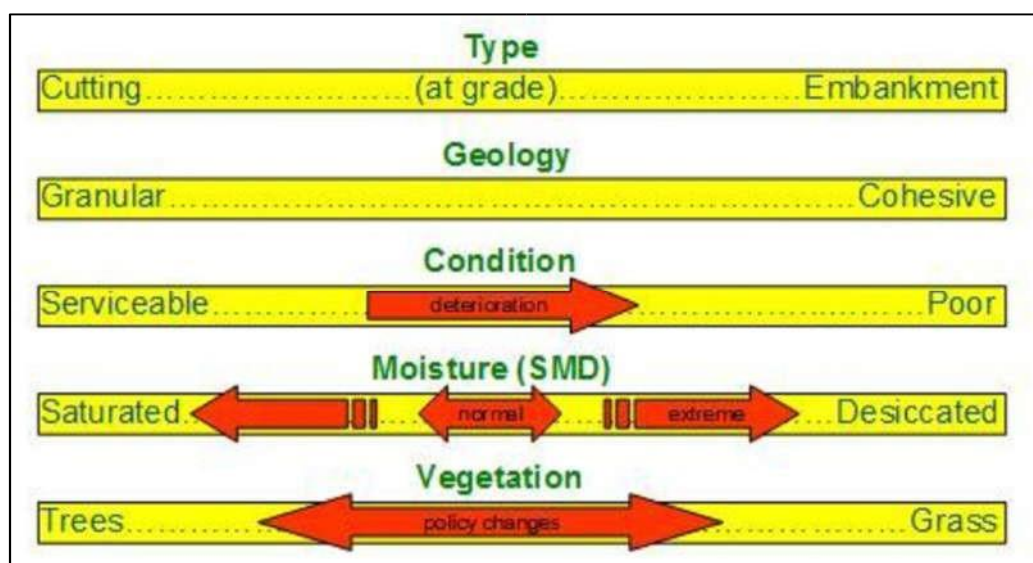 Type
Cutting……………………(at grade)……………………Embankment
Geology
Granular……………………………………………………Cohesive
Condition
Serviceable……………deterioration……………………Poor
Moisture (SMD)
Saturated……normal……extreme……Desiccated
Vegetation
Trees……………policy changes……………Grass